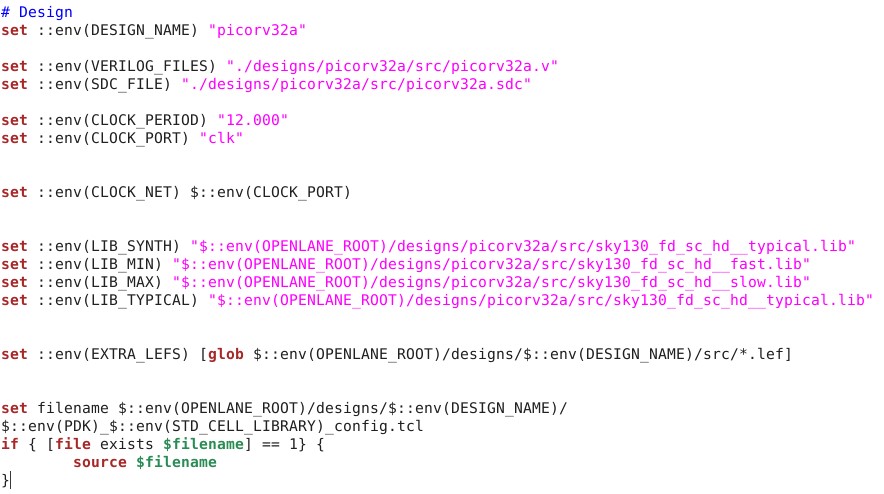 # Design
set ::env(DESIGN_NAME) "picorv32a"
set ::env(VERILOG_FILES) "./designs/picorv32a/src/picorv32a.v"
set ::env(SDC_FILE) "./designs/picorv32a/src/picorv32a.sdc"
set ::env(CLOCK_PERIOD) "12.000"
set ::env(CLOCK_PORT) "clk"
set ::env(CLOCK_NET) $::env(CLOCK_PORT)
set ::env(LIB_SYNTH) "$::env(OPENLANE_ROOT)/designs/picorv32a/src/sky130_fd_sc_hd__typical.lib"
set ::env(LIB_MIN) "$::env(OPENLANE_ROOT)/designs/picorv32a/src/sky130_fd_sc_hd__fast.lib"
set ::env(LIB_MAX) "$::env(OPENLANE_ROOT)/designs/picorv32a/src/sky130_fd_sc_hd__slow.lib"
set ::env(LIB_TYPICAL) "$::env(OPENLANE_ROOT)/designs/picorv32a/src/sky130_fd_sc_hd__typical.lib"
set ::env(EXTRA_LEFS) [glob $::env(OPENLANE_ROOT)/designs/$::env(DESIGN_NAME)/src/*.lef]
set filename $::env(OPENLANE_ROOT)/designs/$::env(DESIGN_NAME)/
$::env(PDK)_$::env(STD_CELL_LIBRARY)_config.tcl
if { [file exists $filename] == 1} {
        source $filename
}